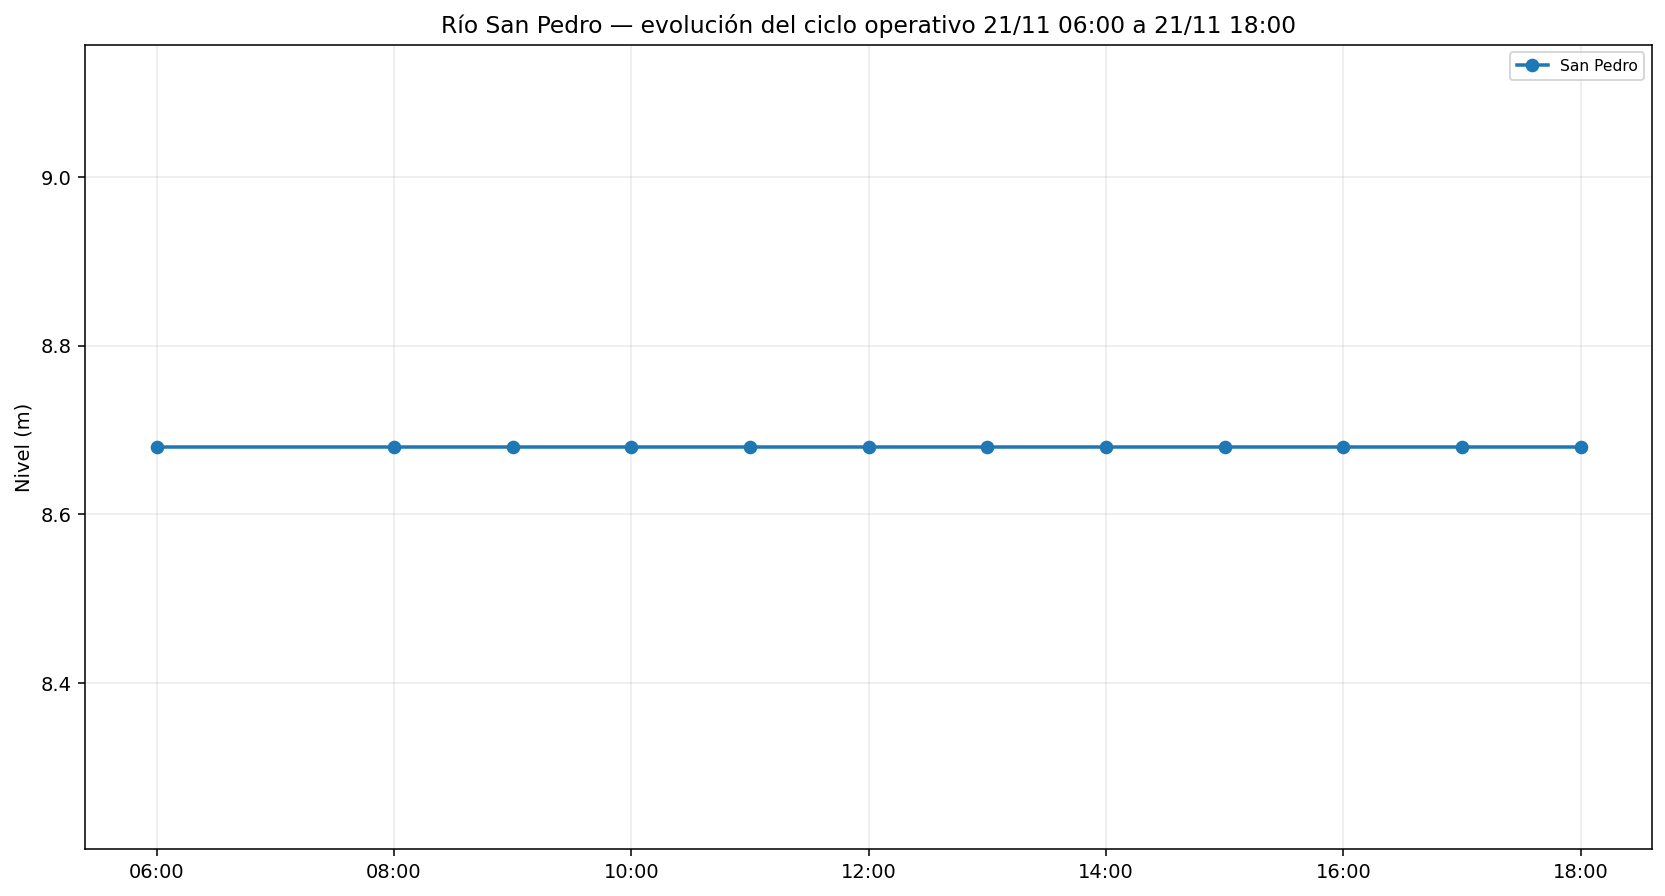 Río San Pedro — evolución del ciclo operativo 21/11 06:00 a 21/11 18:00
San Pedro
Nivel (m)
9.0
8.8
8.6
8.4
06:00 08:00 10:00 12:00 14:00 16:00 18:00